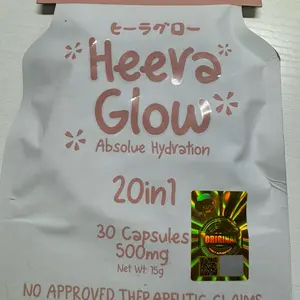 ヒーラグロー
Heera
Glow
Absolue Hydration
20in1
30 Capsules
500mg
Net Wt 15g
ORIGINAL
NO APPROVED THERAPEUTIC CLAIMS